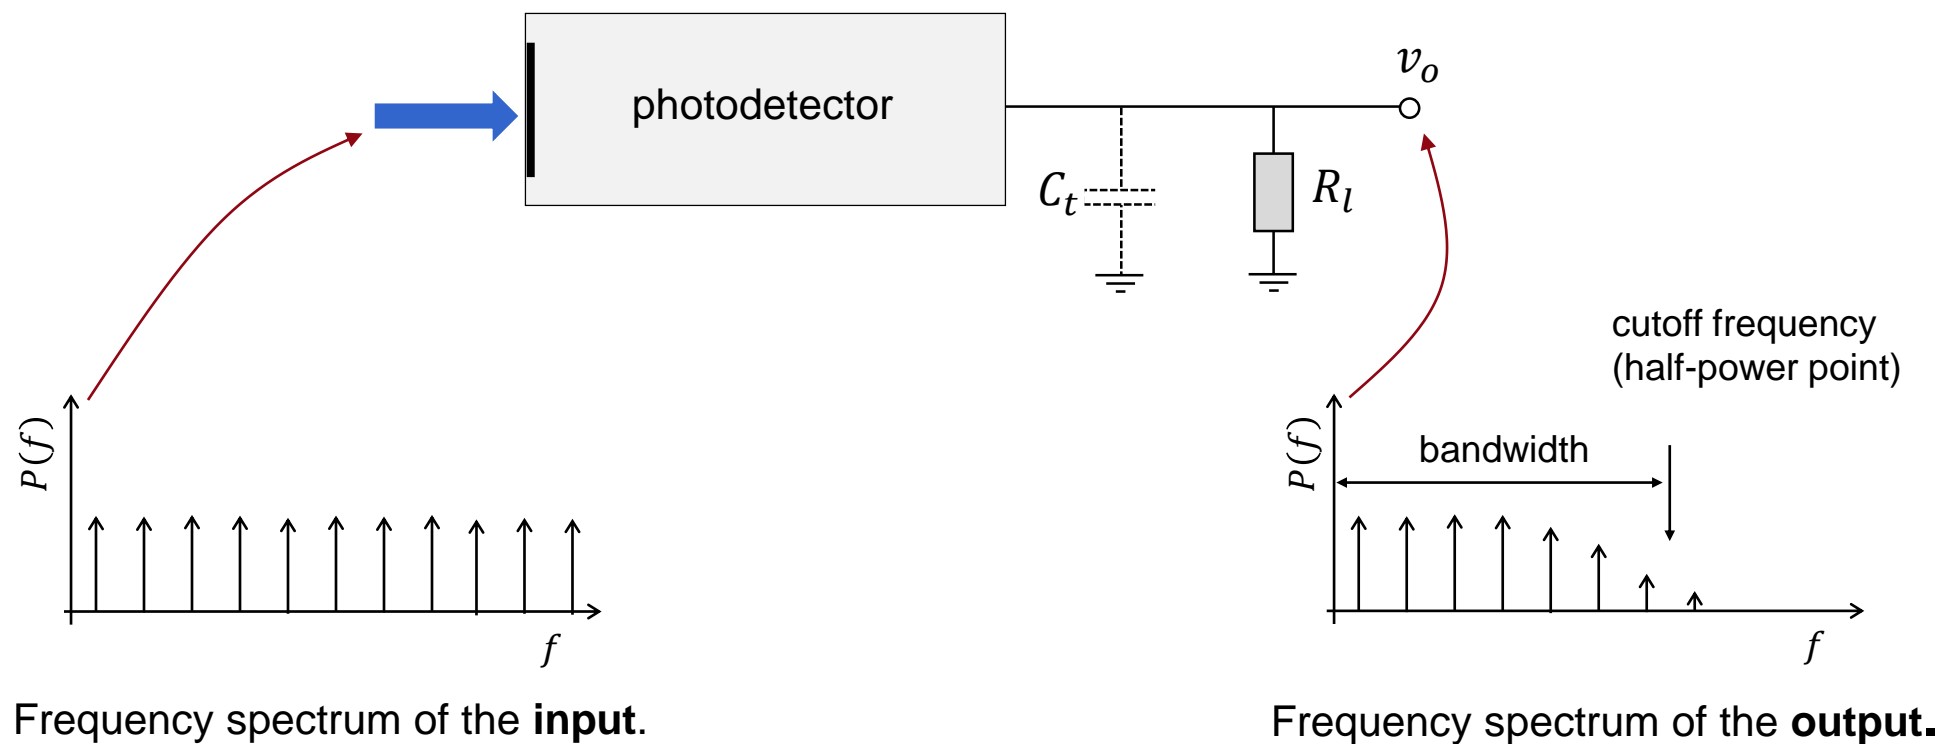 photodetector
v_o
C_t
R_l
cutoff frequency
(half-power point)
P(f)
P(f)
bandwidth
f
f
Frequency spectrum of the input.
Frequency spectrum of the output.